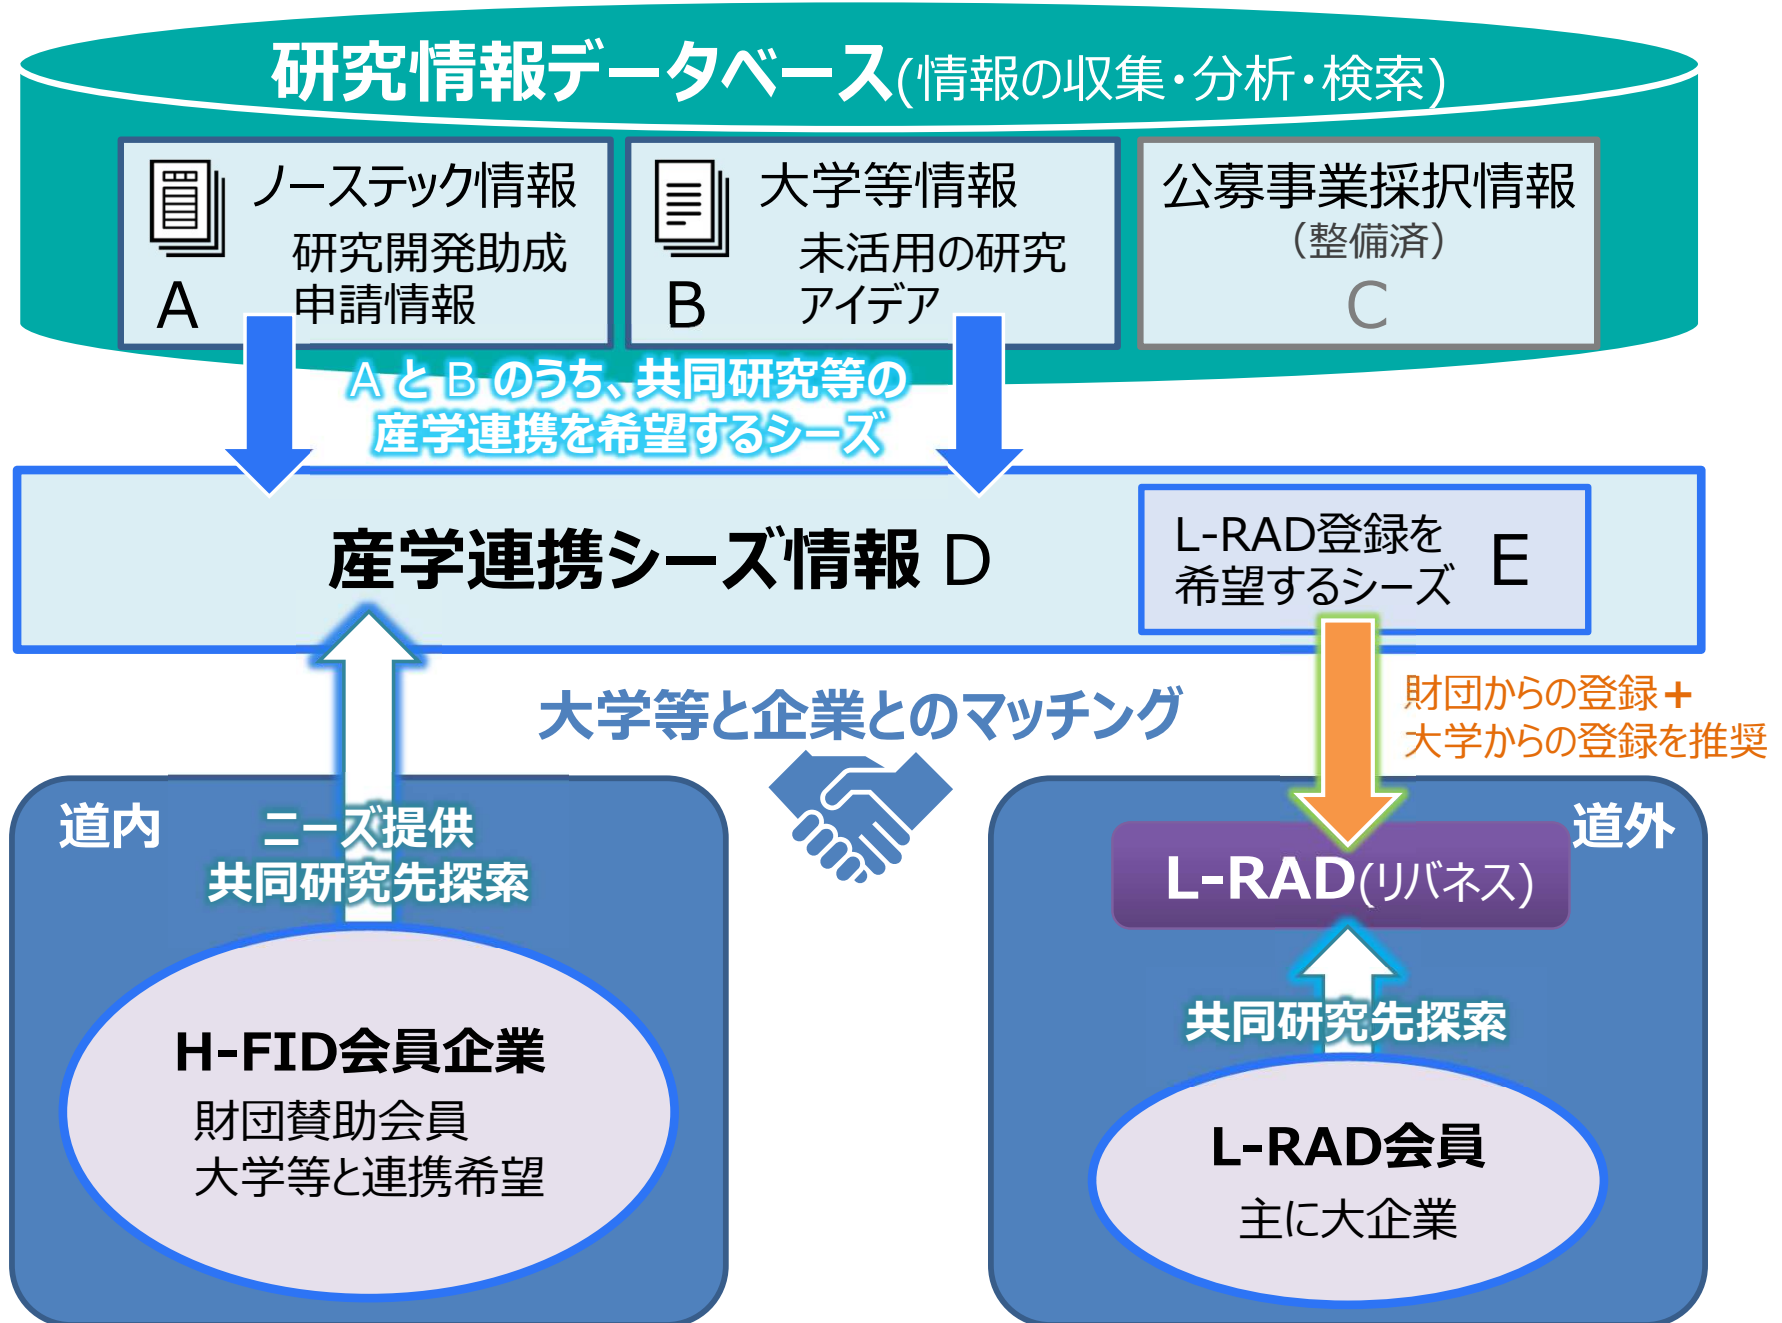 研究情報データベース(情報の収集・分析・検索)
ノーステック情報
研究開発助成
申請情報
A
大学等情報
未活用の研究
アイデア
B
公募事業採択情報
（整備済）
C
A と B のうち、共同研究等の
産学連携を希望するシーズ
産学連携シーズ情報 D
L-RAD登録を
希望するシーズ
E
財団からの登録+
大学からの登録を推奨
大学等と企業とのマッチング
道内
ニーズ提供
共同研究先探索
H-FID会員企業
財団賛助会員
大学等と連携希望
道外
L-RAD(リバネス)
共同研究先探索
L-RAD会員
主に大企業